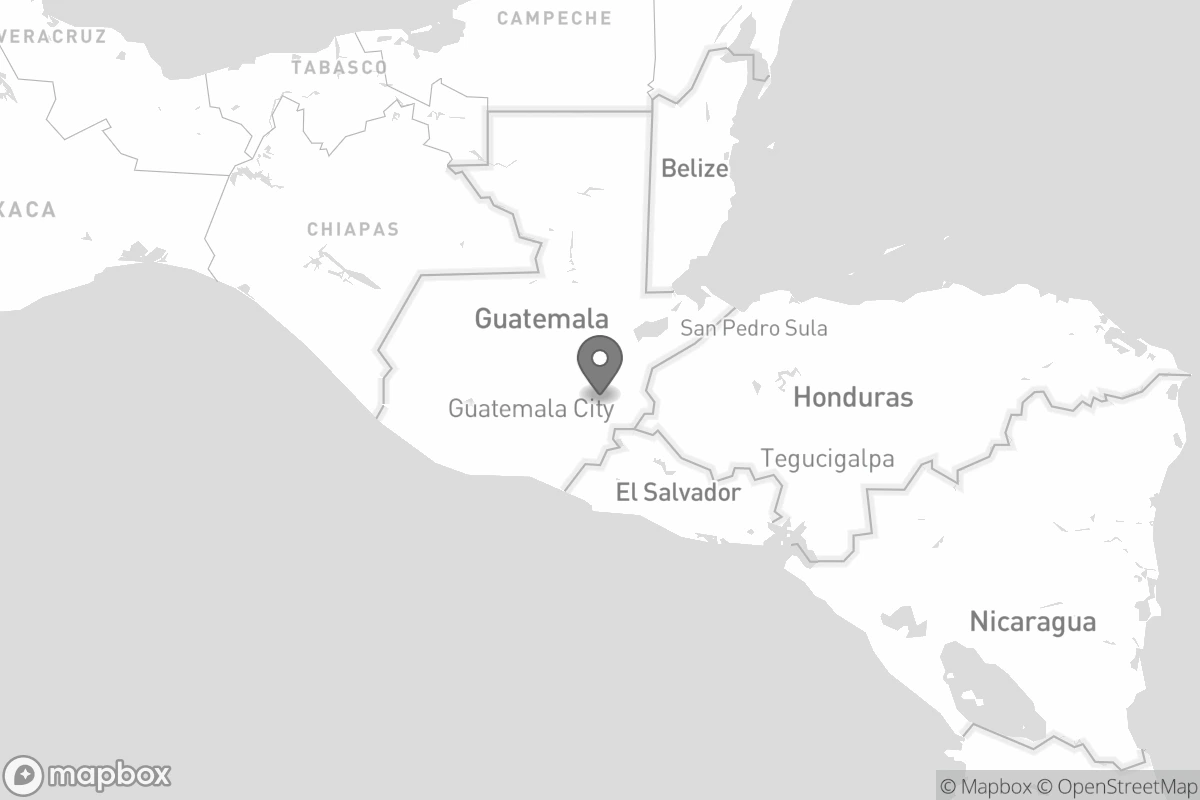 CAMPECHE
VERACRUZ
TABASCO
Belize
XACA
CHIAPAS
Guatemala
San Pedro Sula
Honduras
Guatemala City
Tegucigalpa
El Salvador
Nicaragua
mapbox
© Mapbox © OpenStreetMap